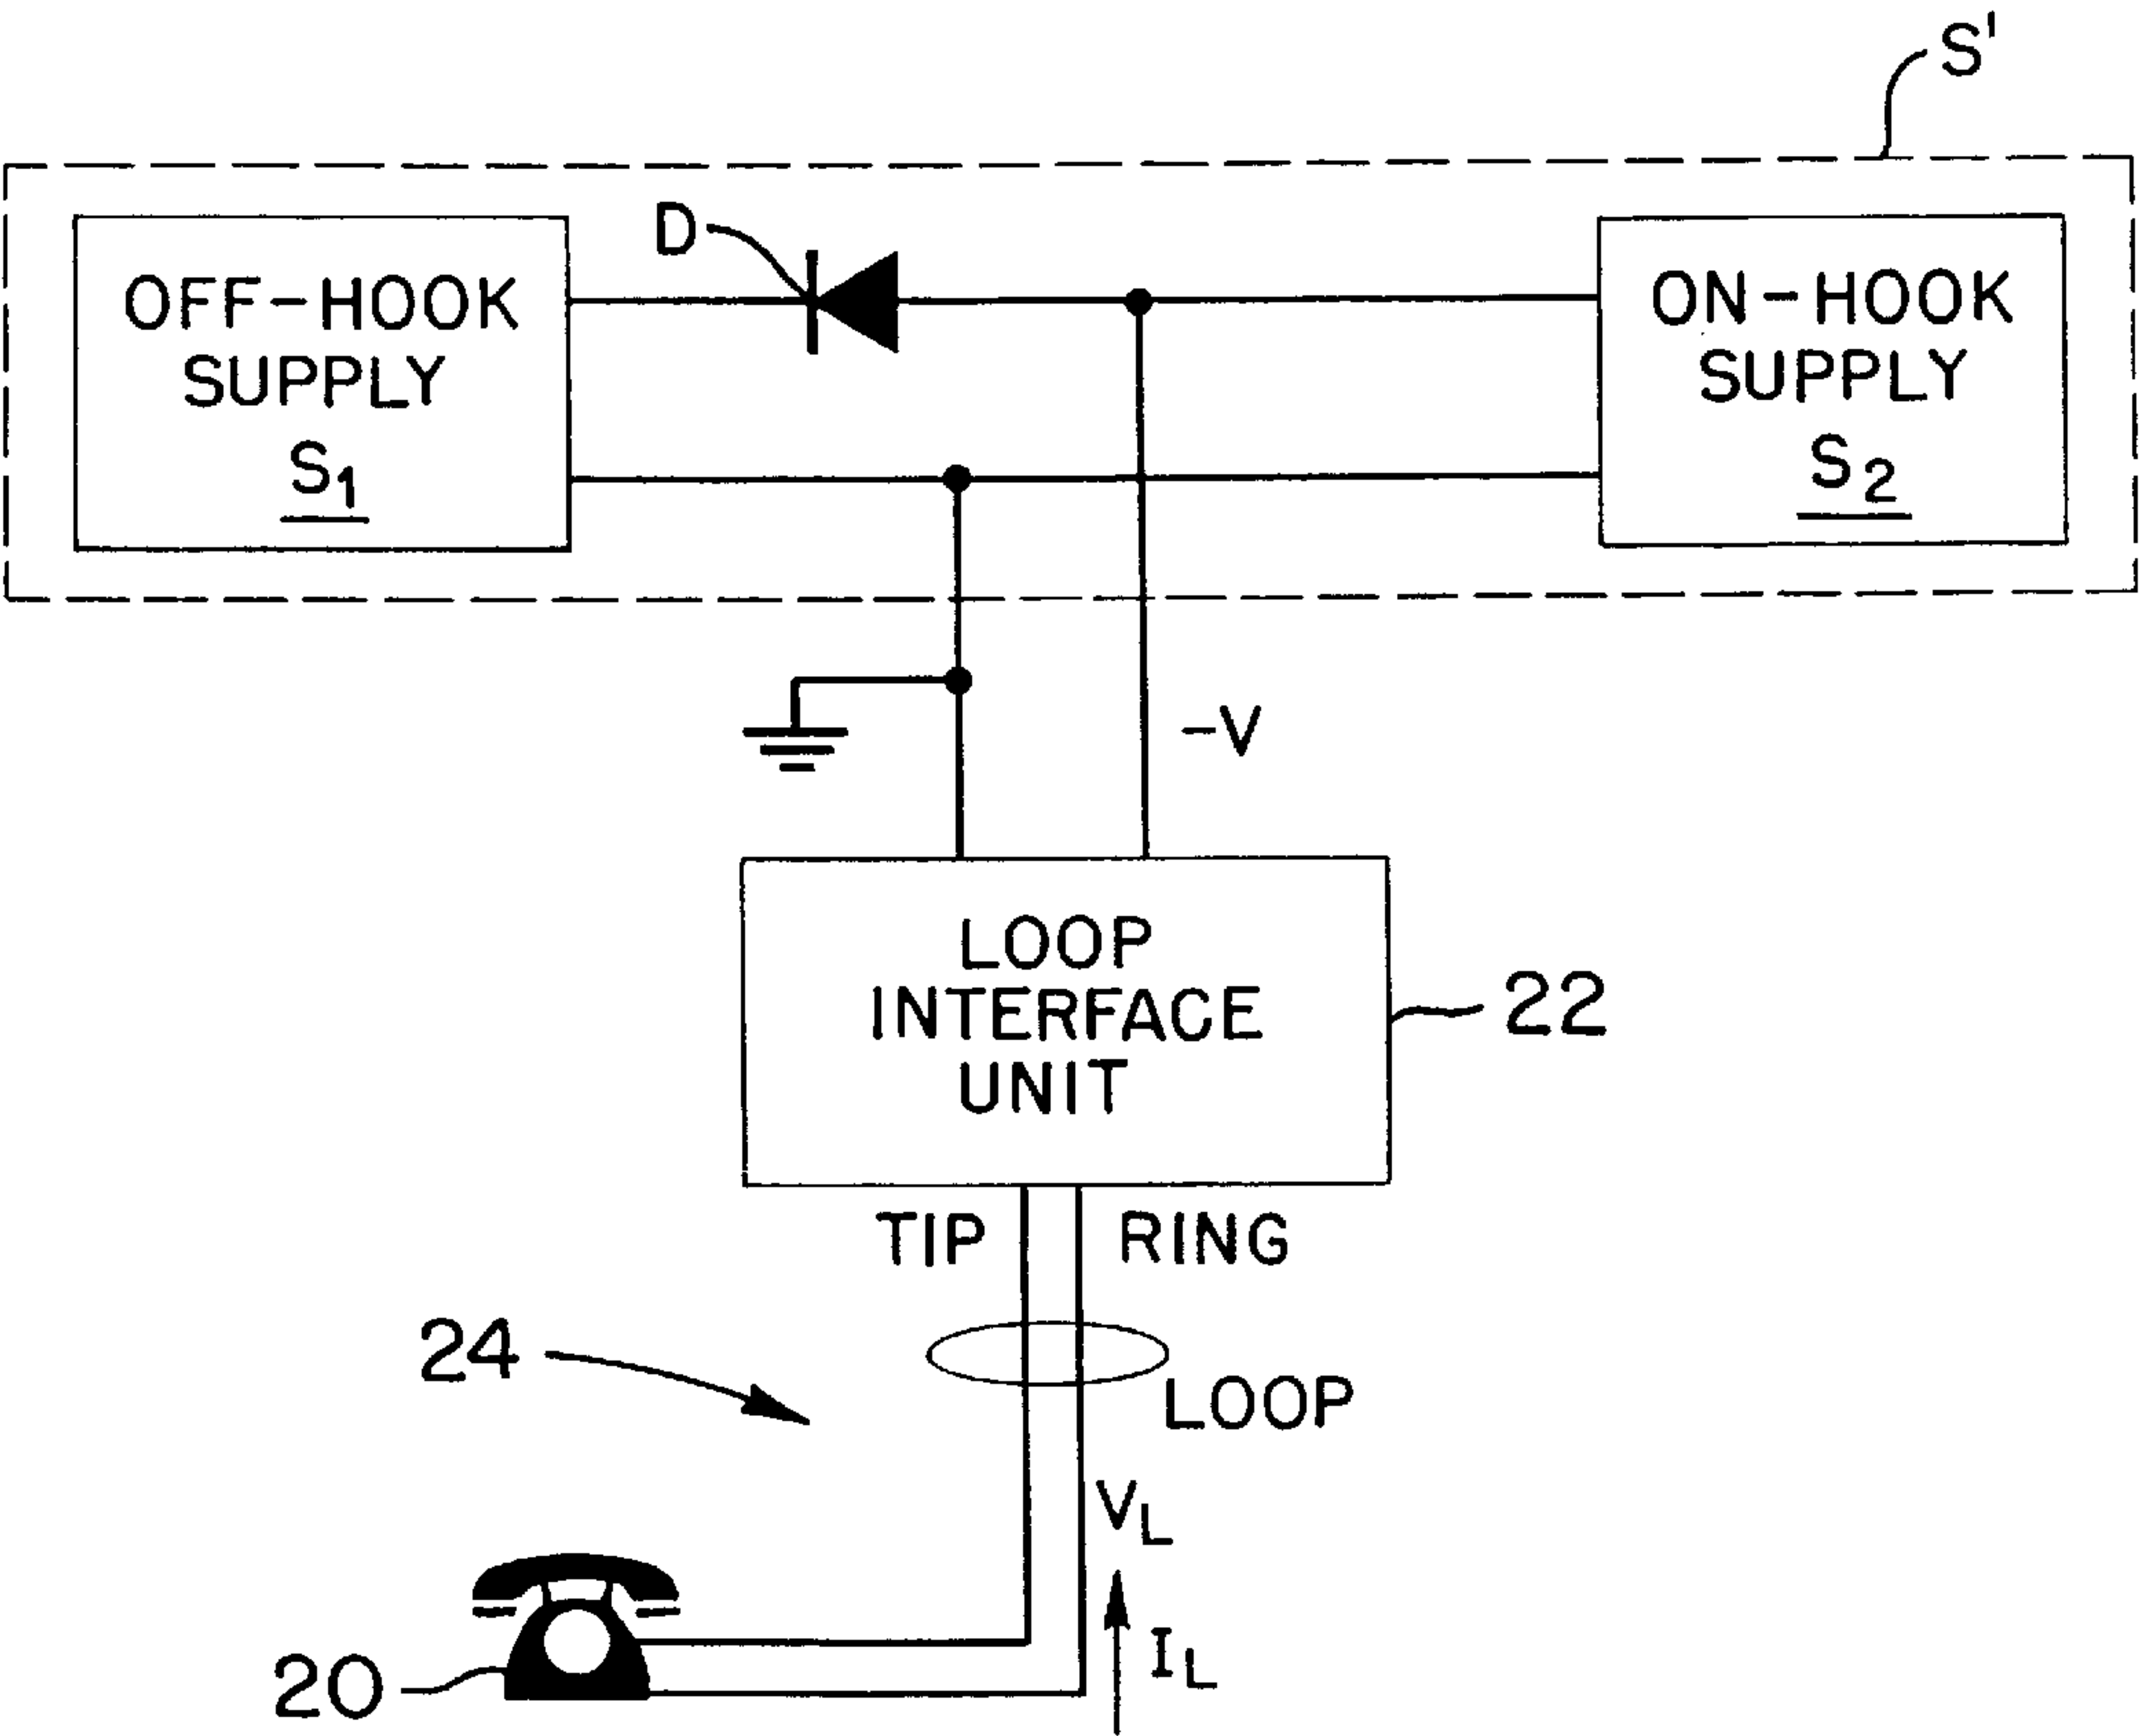 S'
D
OFF-HOOK
SUPPLY
S1
ON-HOOK
SUPPLY
S2
-V
LOOP
INTERFACE
UNIT
22
TIP
RING
24
LOOP
VL
IL
20